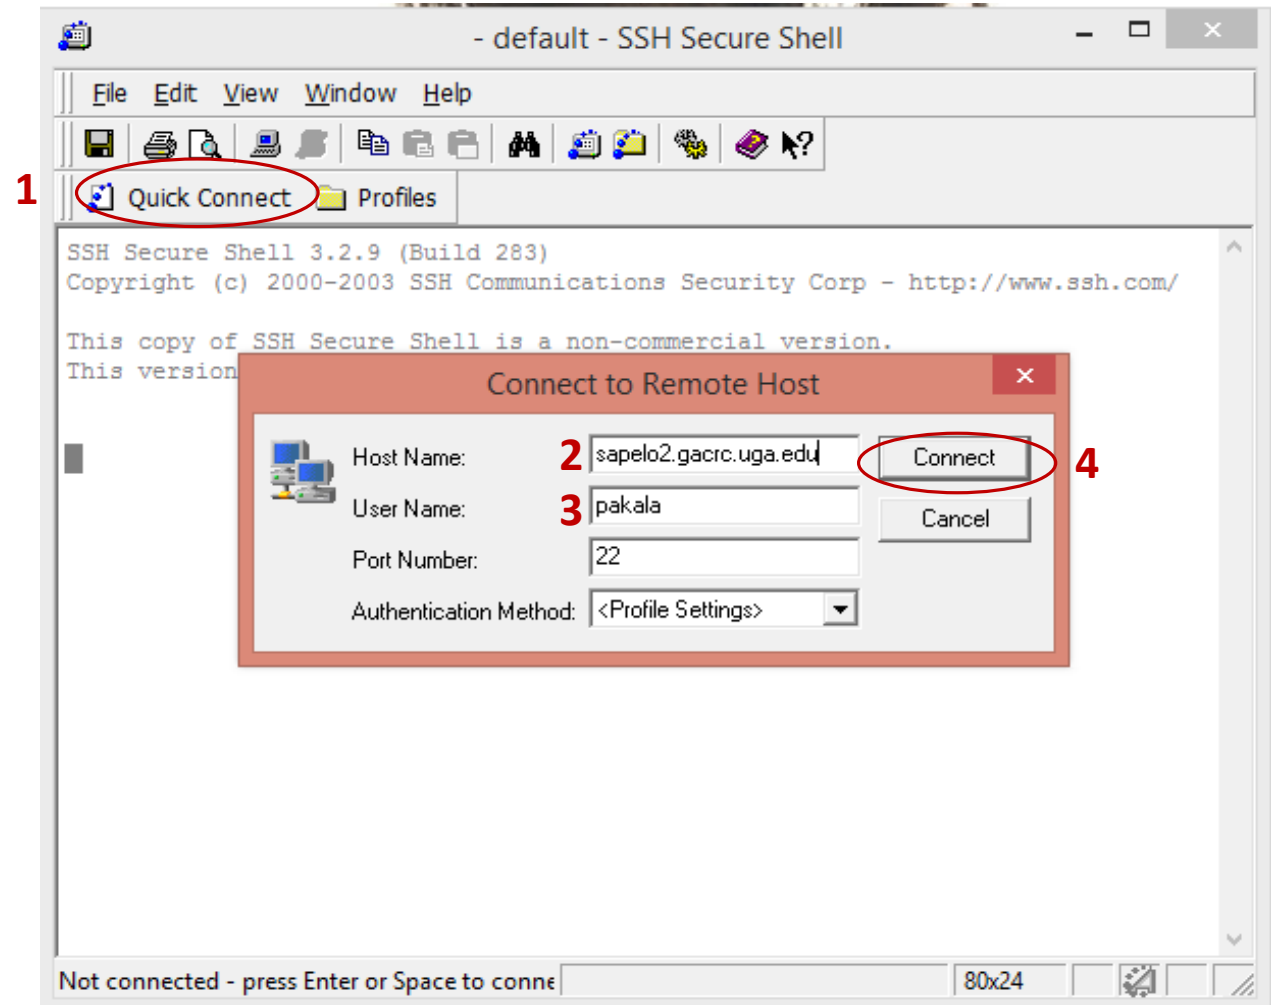 - default - SSH Secure Shell
File Edit View Window Help
1
Quick Connect Profiles
SSH Secure Shell 3.2.9 (Build 283)
Copyright (c) 2000-2003 SSH Communications Security Corp - http://www.ssh.com/
This copy of SSH Secure Shell is a non-commercial version.
This version
Connect to Remote Host
Host Name: 2 sapelo2.gacrc.uga.edu Connect 4
User Name: 3 pakala Cancel
Port Number: 22
Authentication Method: <Profile Settings>
Not connected - press Enter or Space to conne 80x24